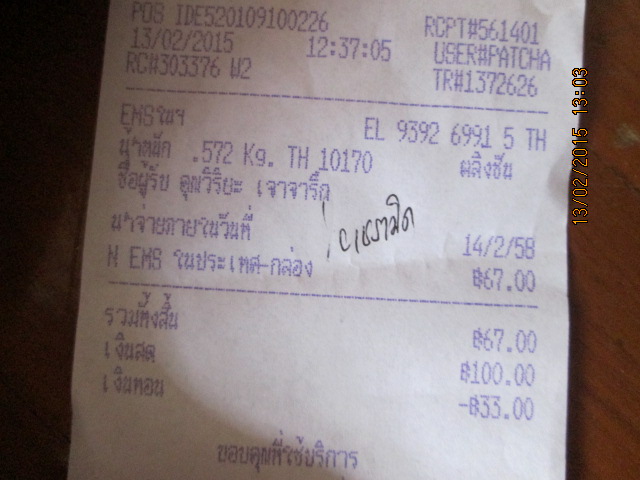 POS IDE520109100226 RCPT#561401
13/02/2015 12:37:05 USER#PATCHA
RC#303376 W2 TR#1372626
EMSในฯ EL 9392 6991 5 TH
น้ำหนัก .572 Kg. TH 10170 ตลิ่งชัน
ชื่อผู้รับ คุณวิริยะ เจาจาริ็ก
นำจ่ายภายในวันที่ 14/2/58
N EMS ในประเทศ-กล่อง ฿67.00
รวมทั้งสิ้น ฿67.00
เงินสด ฿100.00
เงินทอน -฿33.00
ขอบคุณที่ใช้บริการ
13/02/2015 13:03